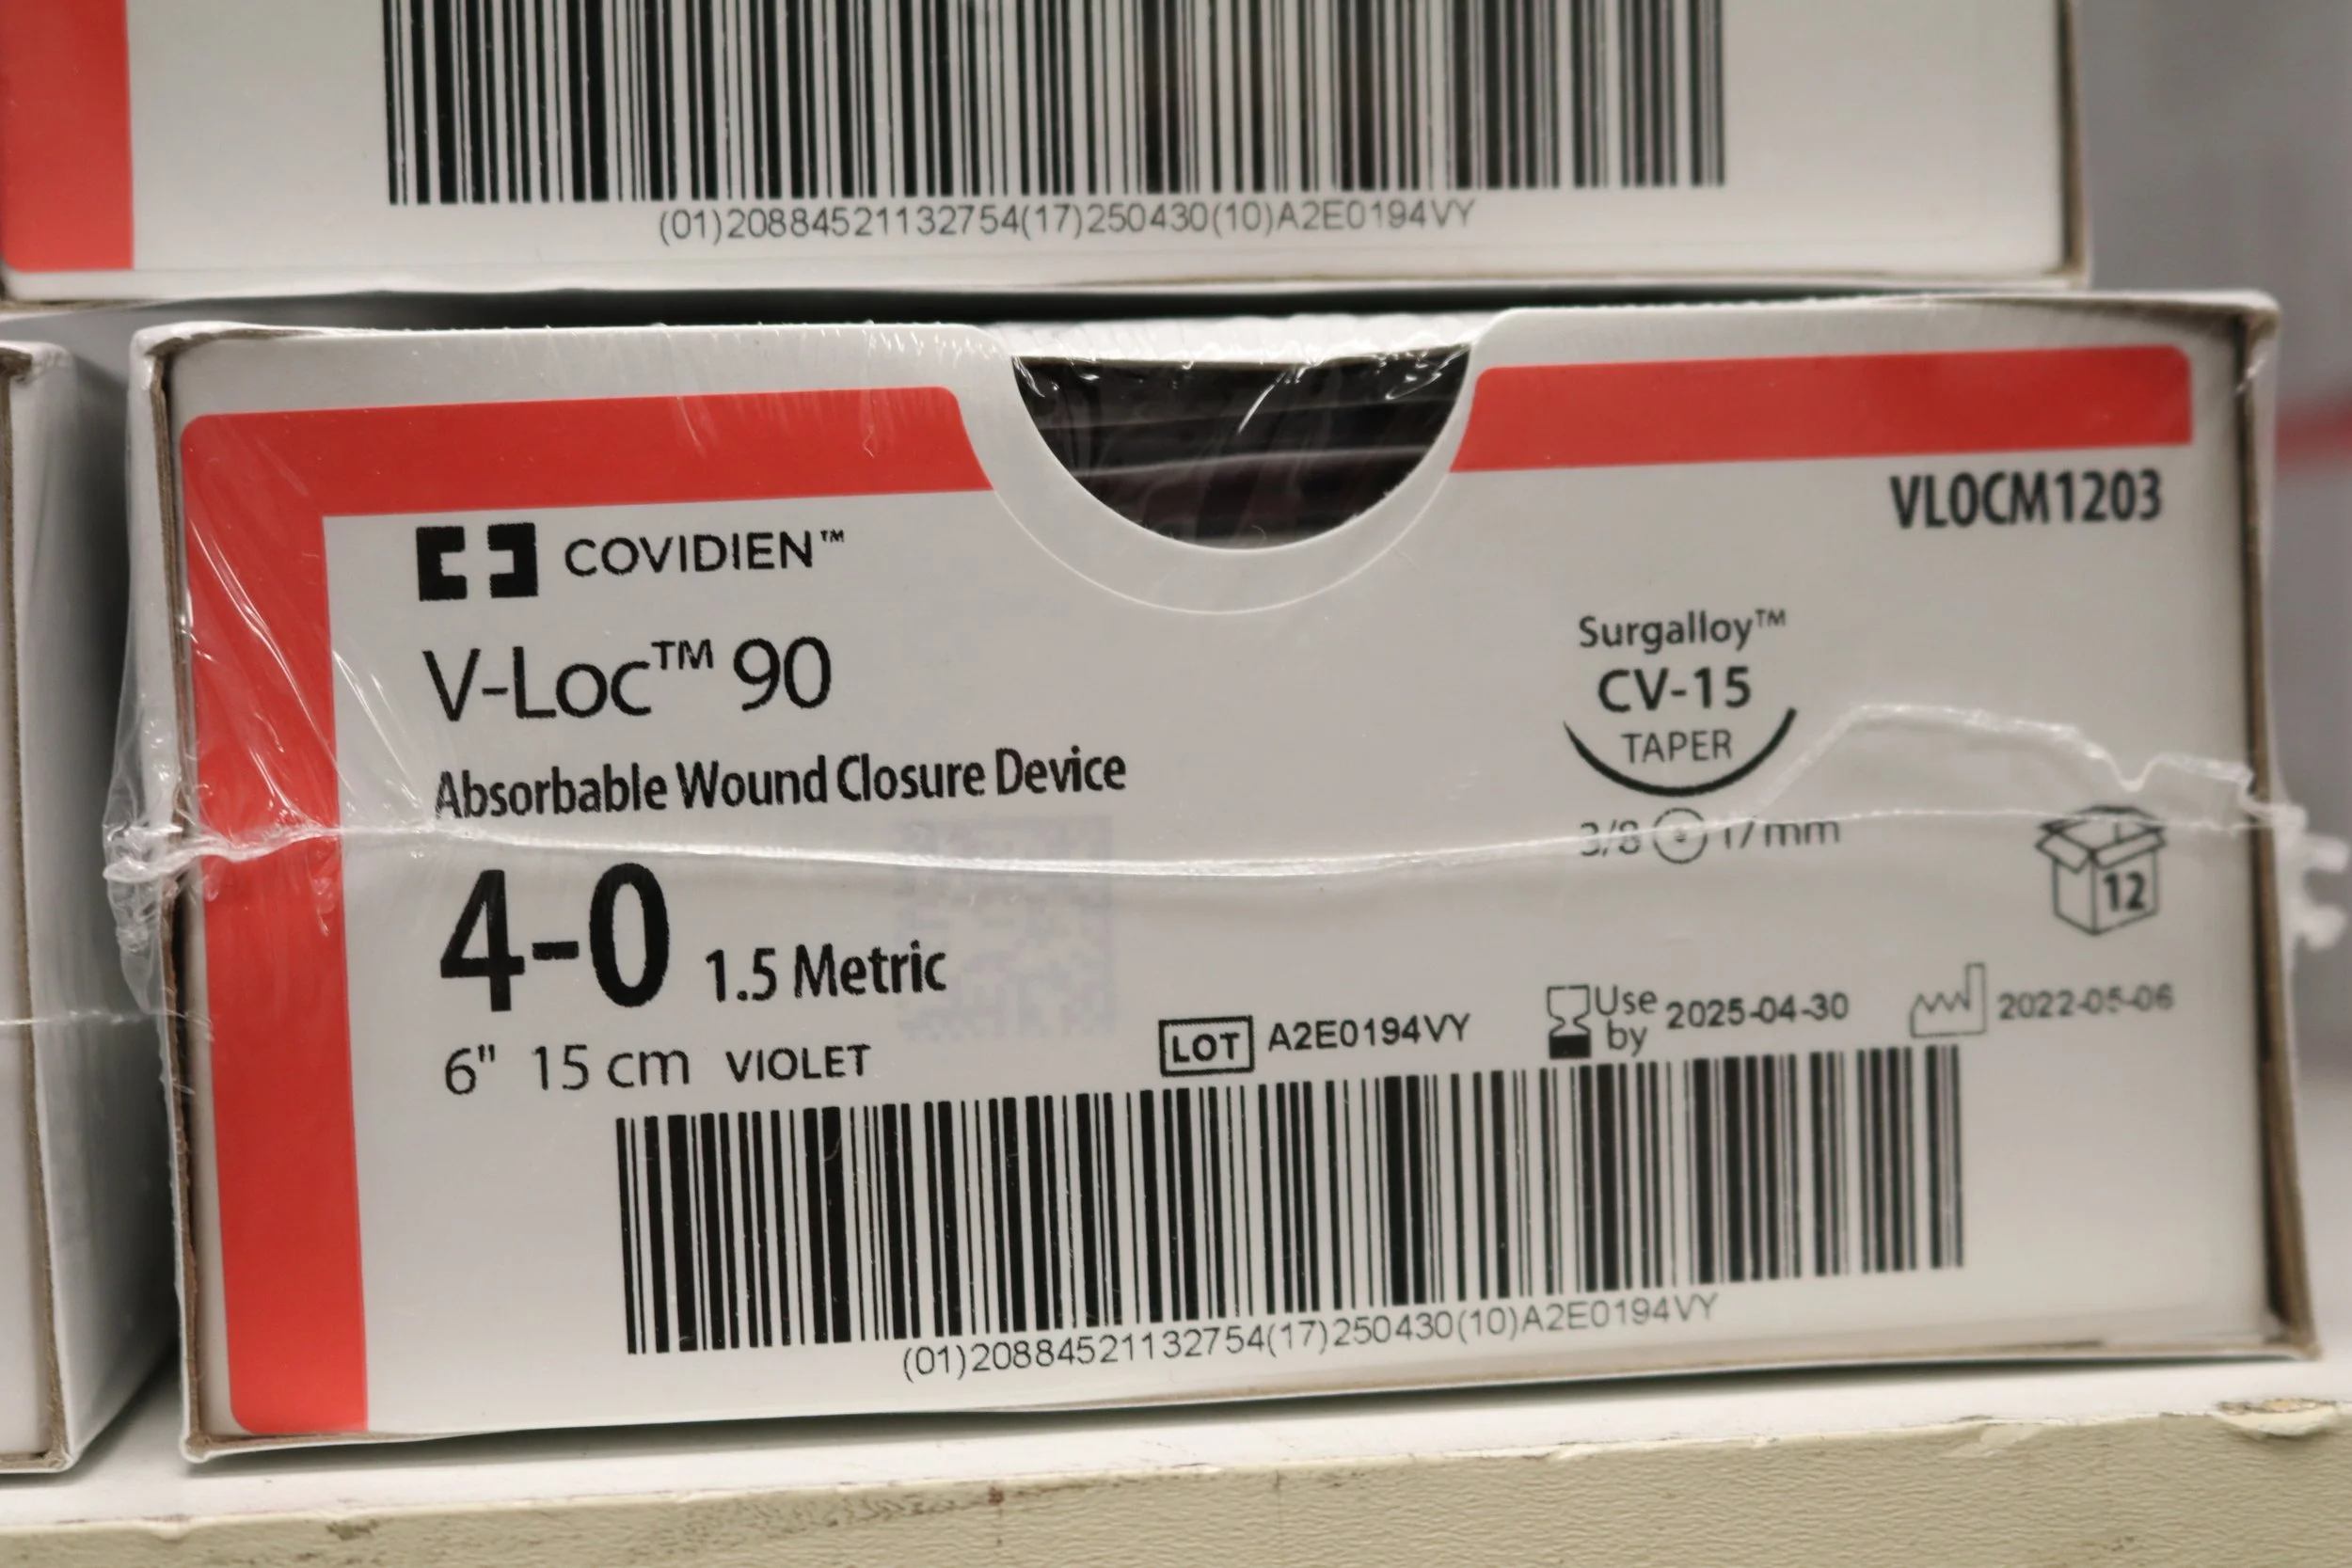 (01)20884521132754(17)250430(10)A2E0194VY
COVIDIEN™
VLOCM1203
V-Loc™ 90
Absorbable Wound Closure Device
Surgalloy™
CV-15
TAPER
3/8 17 mm
12
4-0 1.5 Metric
6" 15 cm VIOLET
LOT A2E0194VY
Use by 2025-04-30
2022-05-06
(01)20884521132754(17)250430(10)A2E0194VY